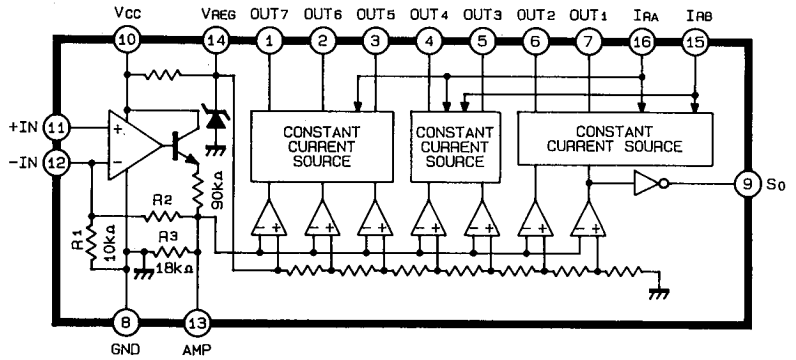 VCC VREG OUT7 OUT6 OUT5 OUT4 OUT3 OUT2 OUT1 IRA IRB
10 14 1 2 3 4 5 6 7 16 15
+IN 11
-IN 12
+
-
CONSTANT
CURRENT
SOURCE
CONSTANT
CURRENT
SOURCE
CONSTANT
CURRENT SOURCE
90kΩ
9 SO
R2
R1
10kΩ
R3
18kΩ
- + - + - + - + - + - + - +
8 13
GND AMP